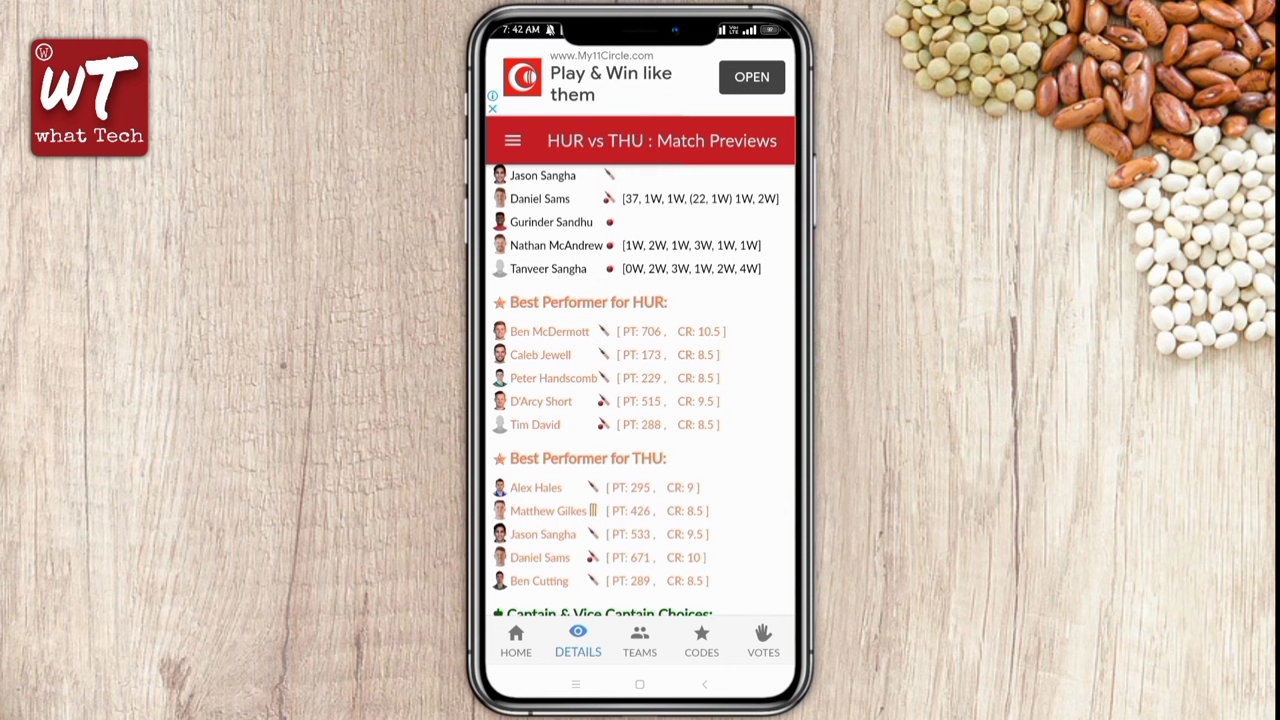 W
WT
what Tech
7: 42 AM
Vo)
LTE
www.My11Circle.com
Play & Win like
them
OPEN
HUR vs THU : Match Previews
Jason Sangha
Daniel Sams [37, 1W, 1W, (22, 1W) 1W, 2W]
Gurinder Sandhu
Nathan McAndrew [1W, 2W, 1W, 3W, 1W, 1W]
Tanveer Sangha [0W, 2W, 3W, 1W, 2W, 4W]
Best Performer for HUR:
Ben McDermott [ PT: 706 , CR: 10.5 ]
Caleb Jewell [ PT: 173 , CR: 8.5 ]
Peter Handscomb [ PT: 229 , CR: 8.5 ]
D'Arcy Short [ PT: 515 , CR: 9.5 ]
Tim David [ PT: 288 , CR: 8.5 ]
Best Performer for THU:
Alex Hales [ PT: 295 , CR: 9 ]
Matthew Gilkes [ PT: 426 , CR: 8.5 ]
Jason Sangha [ PT: 533 , CR: 9.5 ]
Daniel Sams [ PT: 671 , CR: 10 ]
Ben Cutting [ PT: 289 , CR: 8.5 ]
Captain & Vice Captain Choices:
HOME DETAILS TEAMS CODES VOTES